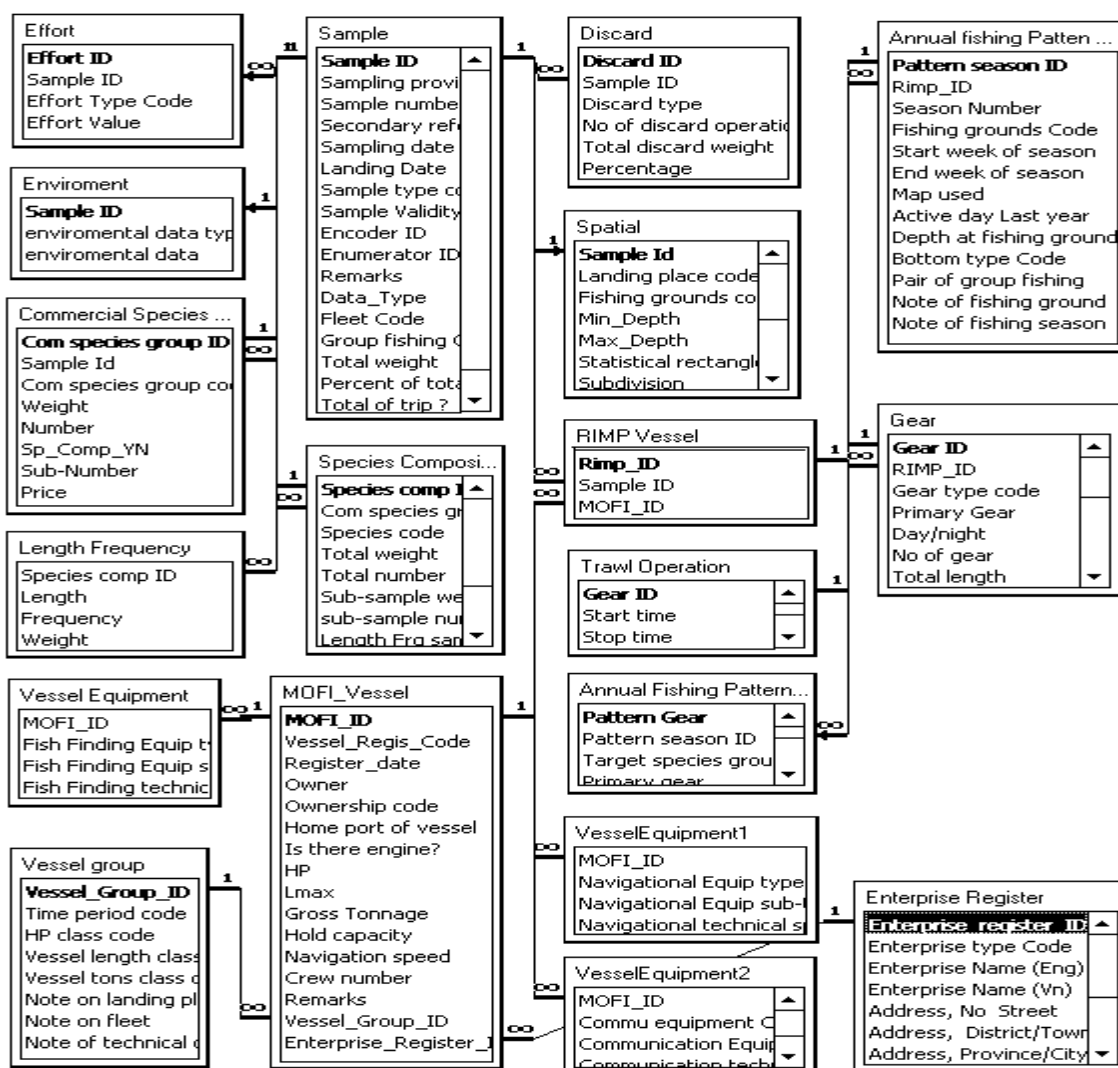 Effort
Effort ID
Sample ID
Effort Type Code
Effort Value
Enviroment
Sample ID
enviromental data typ
enviromental data
Commercial Species ...
Com species group ID
Sample Id
Com species group co
Weight
Number
Sp_Comp_YN
Sub-Number
Price
Length Frequency
Species comp ID
Length
Frequency
Weight
Vessel Equipment
MOFI_ID
Fish Finding Equip t
Fish Finding Equip s
Fish Finding technic
Vessel group
Vessel_Group_ID
Time period code
HP class code
Vessel length class
Vessel tons class c
Note on landing pl
Note on fleet
Note of technical
Sample
Sample ID
Sampling provi
Sample numbe
Secondary refe
Sampling date
Landing Date
Sample type co
Sample Validity
Encoder ID
Enumerator ID
Remarks
Data_Type
Fleet Code
Group fishing
Total weight
Percent of tota
Total of trip ?
Species Composi...
Species comp I
Com species gr
Species code
Total weight
Total number
Sub-sample we
sub-sample nu
Length Frq sam
MOFI_Vessel
MOFI_ID
Vessel_Regis_Code
Register_date
Owner
Ownership code
Home port of vessel
Is there engine?
HP
Lmax
Gross Tonnage
Hold capacity
Navigation speed
Crew number
Remarks
Vessel_Group_ID
Enterprise_Register_I
Discard
Discard ID
Sample ID
Discard type
No of discard operatio
Total discard weight
Percentage
Spatial
Sample Id
Landing place code
Fishing grounds co
Min_Depth
Max_Depth
Statistical rectangl
Subdivision
RIMP Vessel
Rimp_ID
Sample ID
MOFI_ID
Trawl Operation
Gear ID
Start time
Stop time
Annual Fishing Pattern...
Pattern Gear
Pattern season ID
Target species grou
Primary gear
VesselEquipment1
MOFI_ID
Navigational Equip type
Navigational Equip sub-
Navigational technical s
VesselEquipment2
MOFI_ID
Commu equipment C
Communication Equip
Communication tech
Annual fishing Patten ...
Pattern season ID
Rimp_ID
Season Number
Fishing grounds Code
Start week of season
End week of season
Map used
Active day Last year
Depth at fishing ground
Bottom type Code
Pair of group fishing
Note of fishing ground
Note of fishing season
Gear
Gear ID
RIMP_ID
Gear type code
Primary Gear
Day/night
No of gear
Total length
Enterprise Register
Enterprise_register_ID
Enterprise type Code
Enterprise Name (Eng)
Enterprise Name (Vn)
Address, No Street
Address, District/Town
Address, Province/City